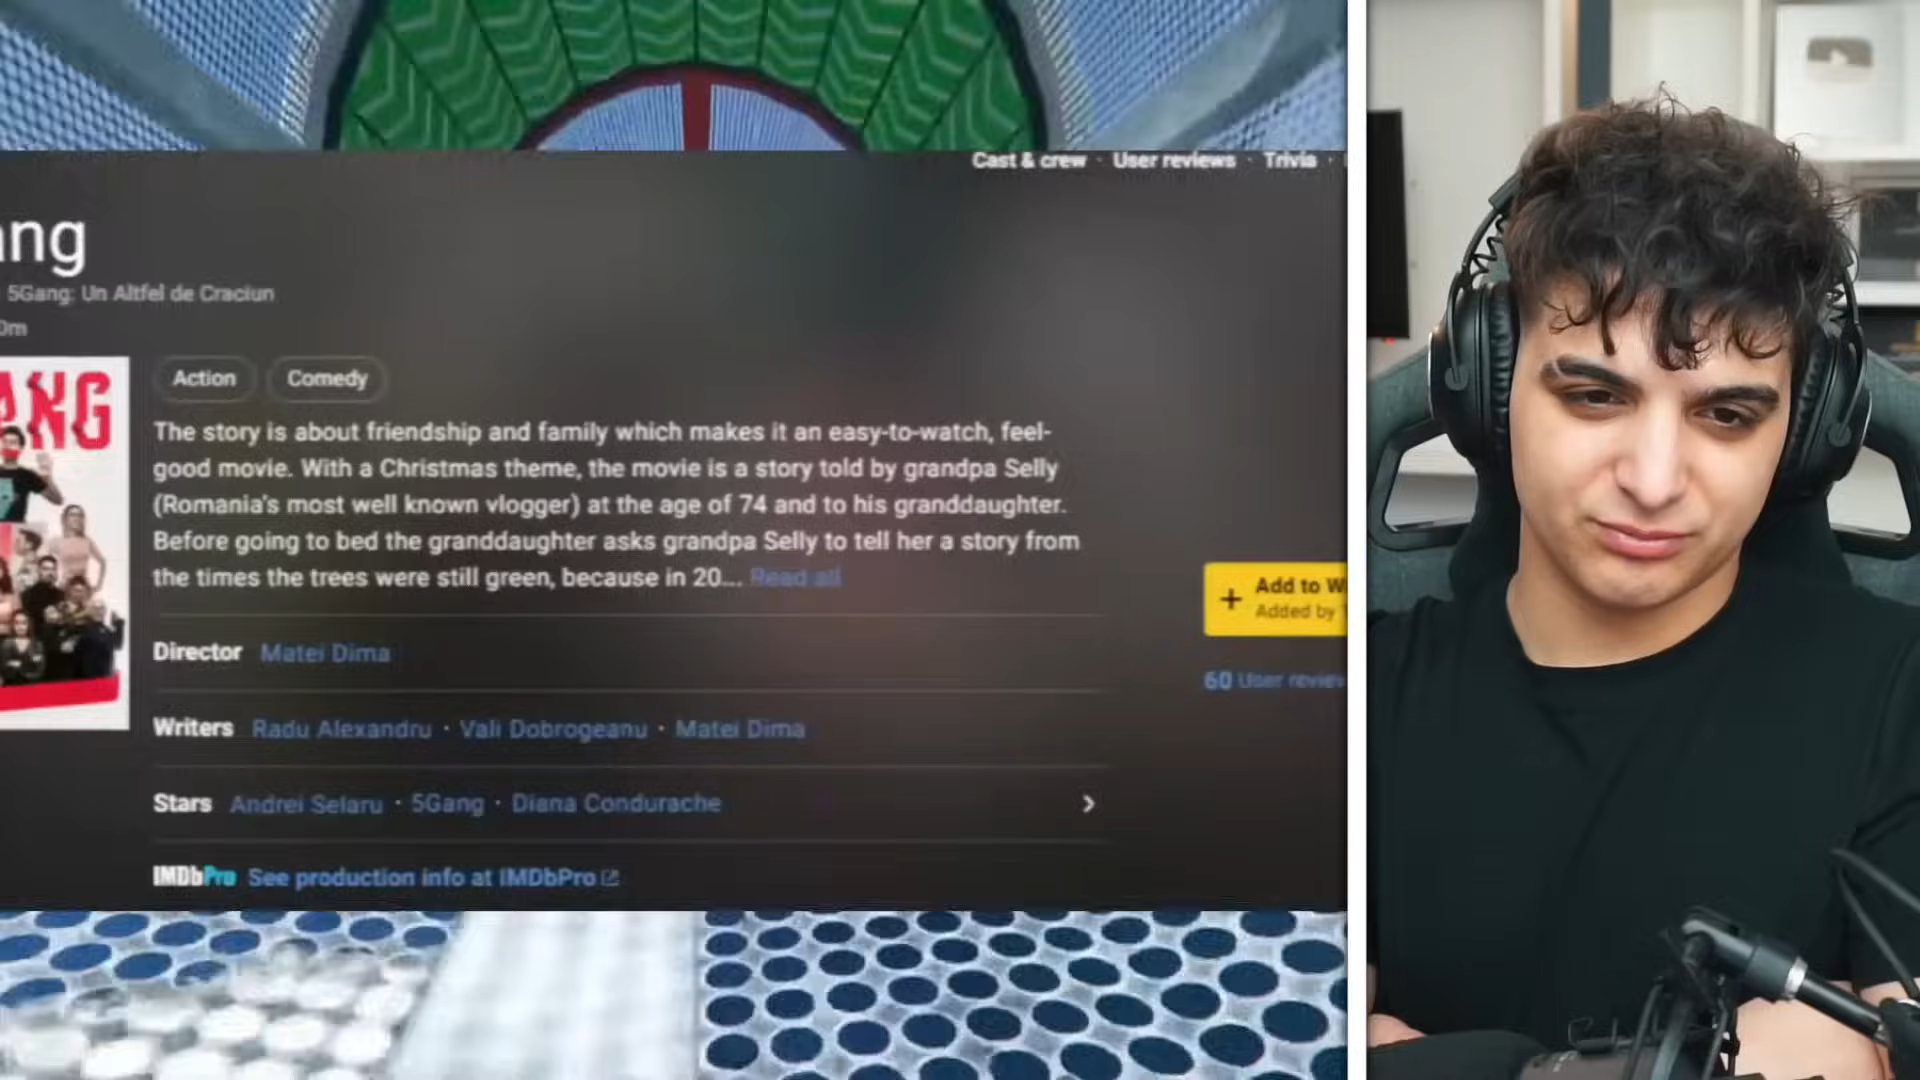 Cast & crew · User reviews · Trivia ·
ang
5Gang: Un Altfel de Craciun
0m
ANG
Action
Comedy
The story is about friendship and family which makes it an easy-to-watch, feel-
good movie. With a Christmas theme, the movie is a story told by grandpa Selly
(Romania's most well known vlogger) at the age of 74 and to his granddaughter.
Before going to bed the granddaughter asks grandpa Selly to tell her a story from
the times the trees were still green, because in 20... Read all
+ Add to W
Added by
Director Matei Dima
60 User review
Writers Radu Alexandru · Vali Dobrogeanu · Matei Dima
Stars Andrei Selaru · 5Gang · Diana Condurache
IMDbPro See production info at IMDbPro